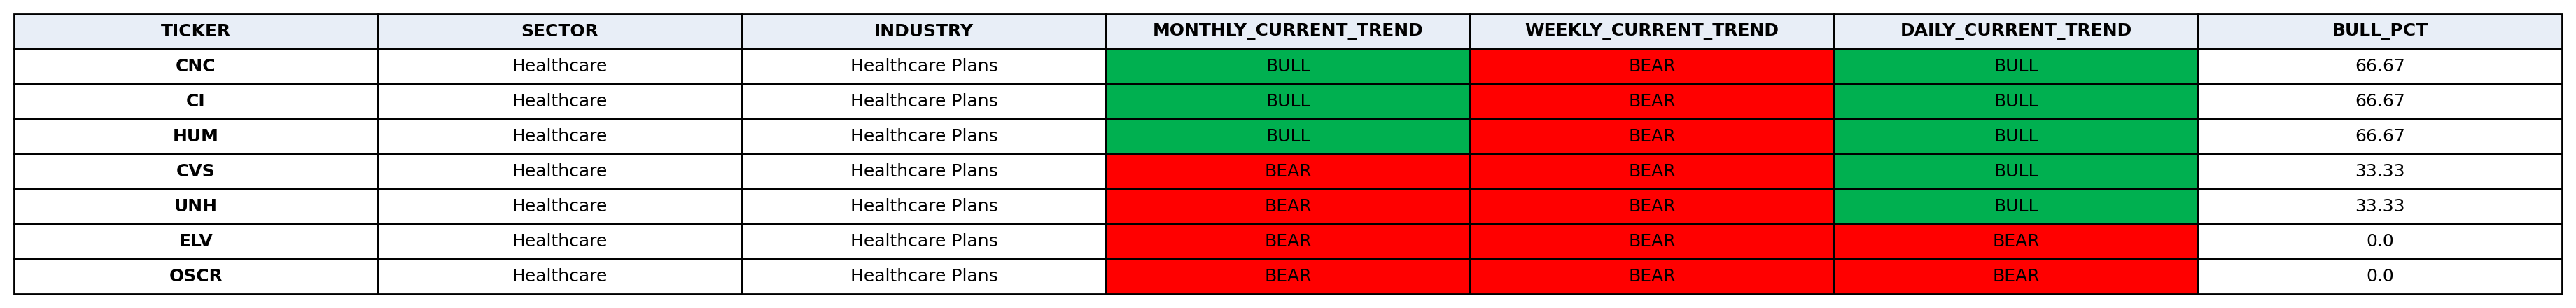 TICKER SECTOR INDUSTRY MONTHLY_CURRENT_TREND WEEKLY_CURRENT_TREND DAILY_CURRENT_TREND BULL_PCT
CNC Healthcare Healthcare Plans BULL BEAR BULL 66.67
CI Healthcare Healthcare Plans BULL BEAR BULL 66.67
HUM Healthcare Healthcare Plans BULL BEAR BULL 66.67
CVS Healthcare Healthcare Plans BEAR BEAR BULL 33.33
UNH Healthcare Healthcare Plans BEAR BEAR BULL 33.33
ELV Healthcare Healthcare Plans BEAR BEAR BEAR 0.0
OSCR Healthcare Healthcare Plans BEAR BEAR BEAR 0.0